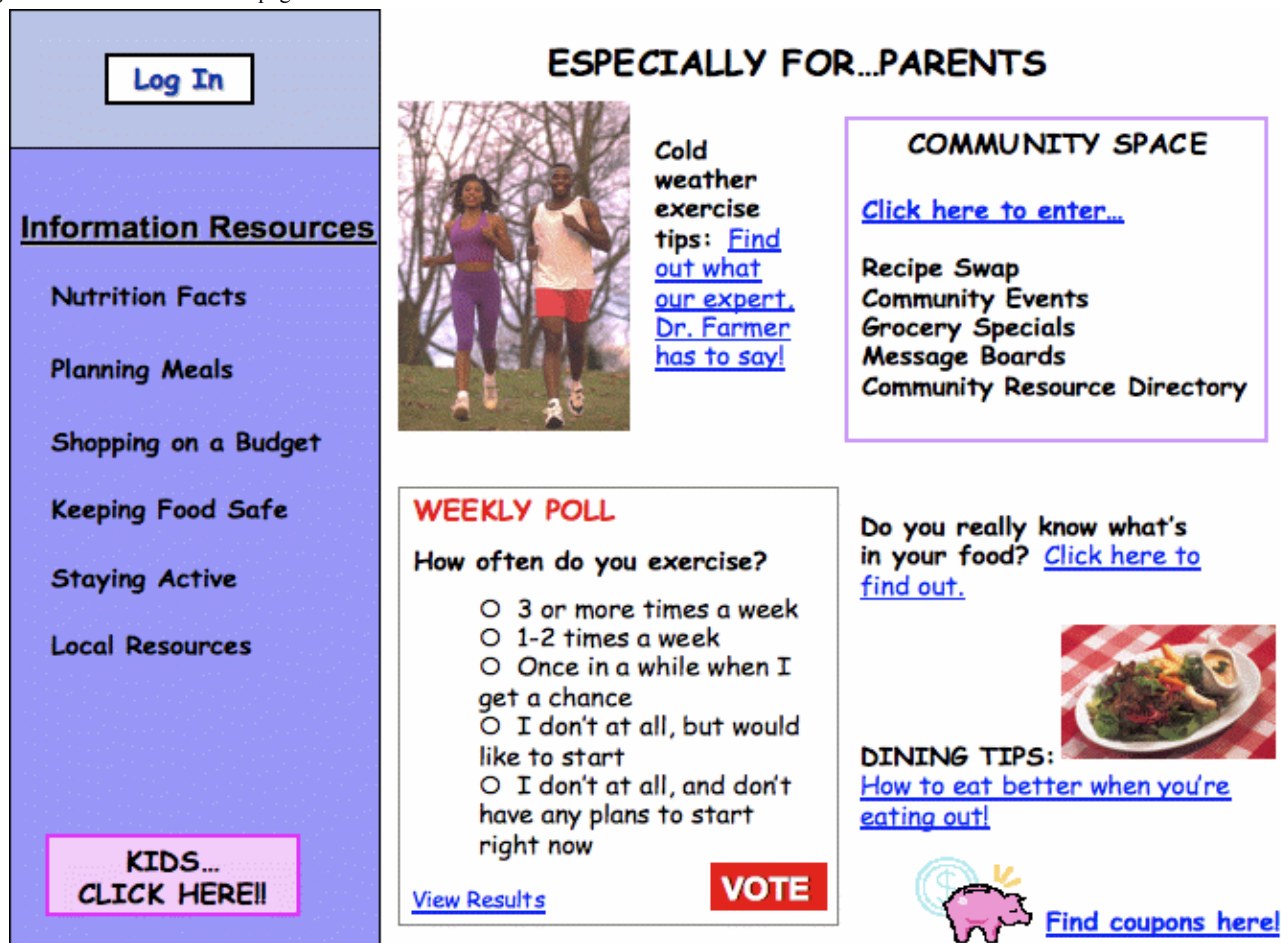 Log In
Information Resources
Nutrition Facts
Planning Meals
Shopping on a Budget
Keeping Food Safe
Staying Active
Local Resources
KIDS...
CLICK HERE!!
ESPECIALLY FOR...PARENTS
Cold
weather
exercise
tips: Find
out what
our expert,
Dr. Farmer
has to say!
COMMUNITY SPACE
Click here to enter...
Recipe Swap
Community Events
Grocery Specials
Message Boards
Community Resource Directory
WEEKLY POLL
How often do you exercise?
O 3 or more times a week
O 1-2 times a week
O Once in a while when I
get a chance
O I don't at all, but would
like to start
O I don't at all, and don't
have any plans to start
right now
View Results
VOTE
Do you really know what's
in your food? Click here to
find out.
DINING TIPS:
How to eat better when you're
eating out!
$
Find coupons here!